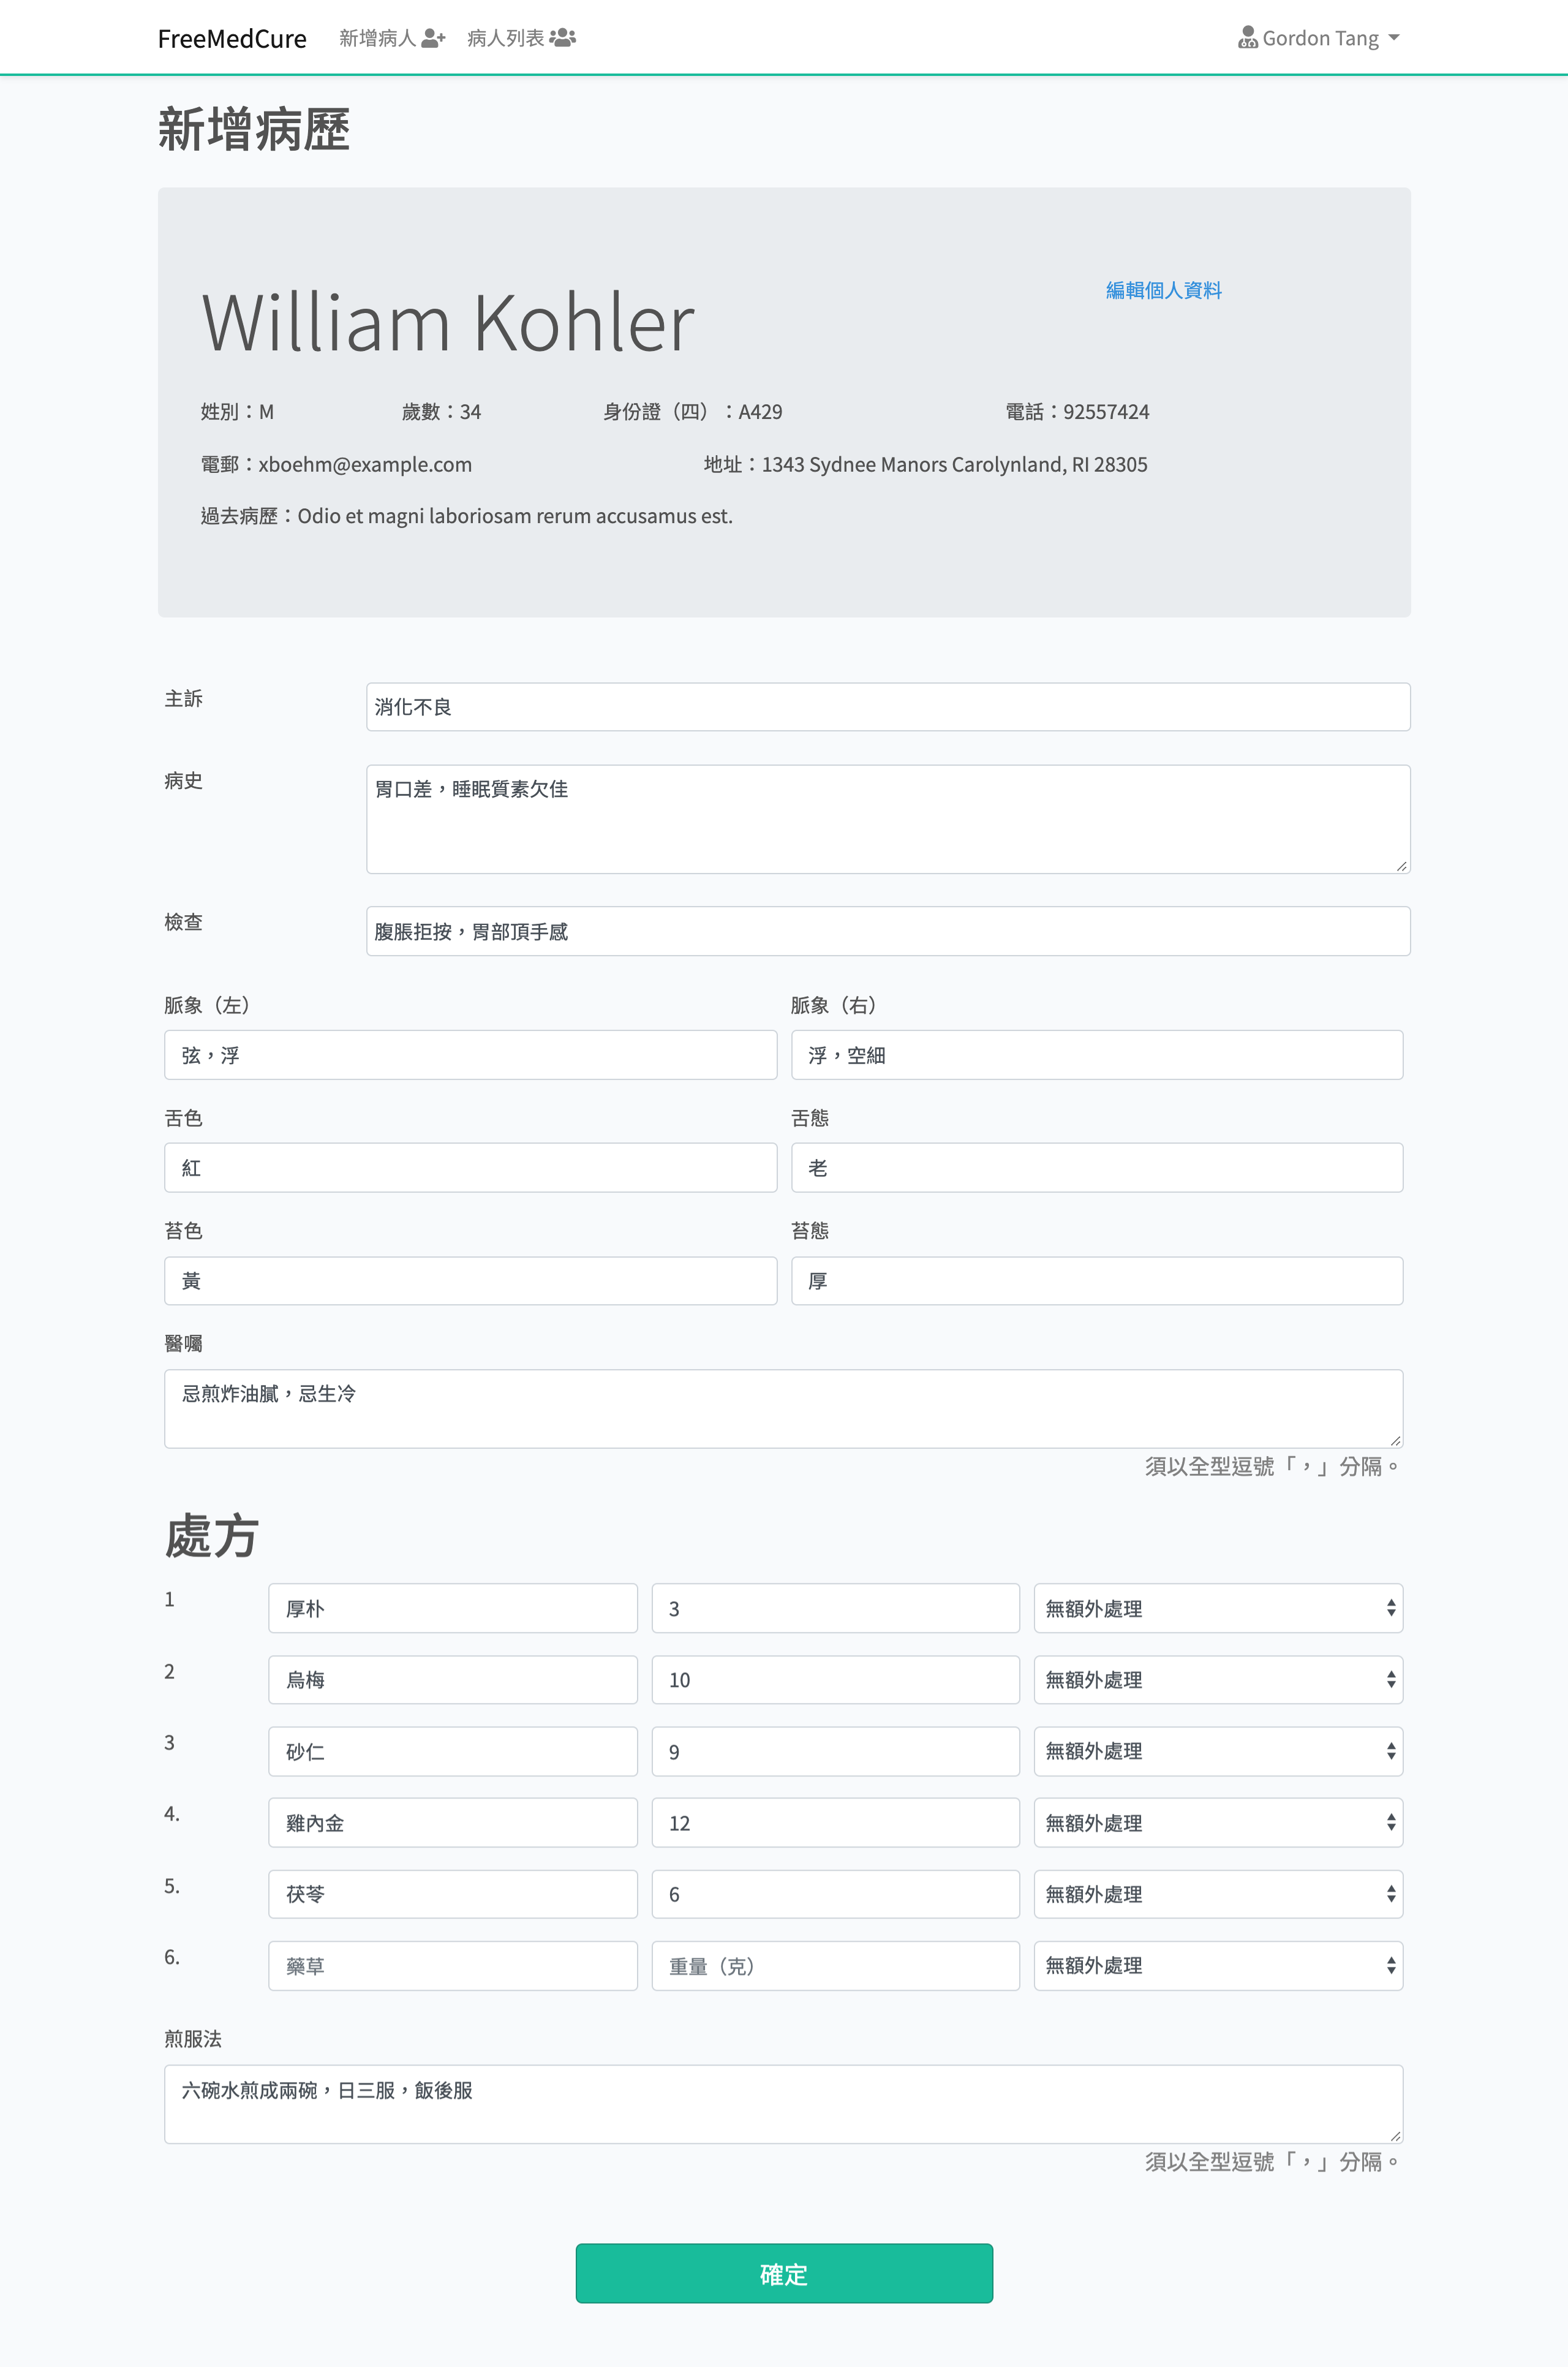 FreeMedCure 新增病人 病人列表 Gordon Tang
新增病歷
William Kohler 編輯個人資料
姓別：M 歲數：34 身份證（四）：A429 電話：92557424
電郵：xboehm@example.com 地址：1343 Sydnee Manors Carolynland, RI 28305
過去病歷：Odio et magni laboriosam rerum accusamus est.
主訴 消化不良
病史 胃口差，睡眠質素欠佳
檢查 腹脹拒按，胃部頂手感
脈象（左） 脈象（右）
弦，浮 浮，空細
舌色 舌態
紅 老
苔色 苔態
黃 厚
醫囑
忌煎炸油膩，忌生冷
須以全型逗號「，」分隔。
處方
1 厚朴 3 無額外處理
2 烏梅 10 無額外處理
3 砂仁 9 無額外處理
4. 雞內金 12 無額外處理
5. 茯苓 6 無額外處理
6. 藥草 重量（克） 無額外處理
煎服法
六碗水煎成兩碗，日三服，飯後服
須以全型逗號「，」分隔。
確定